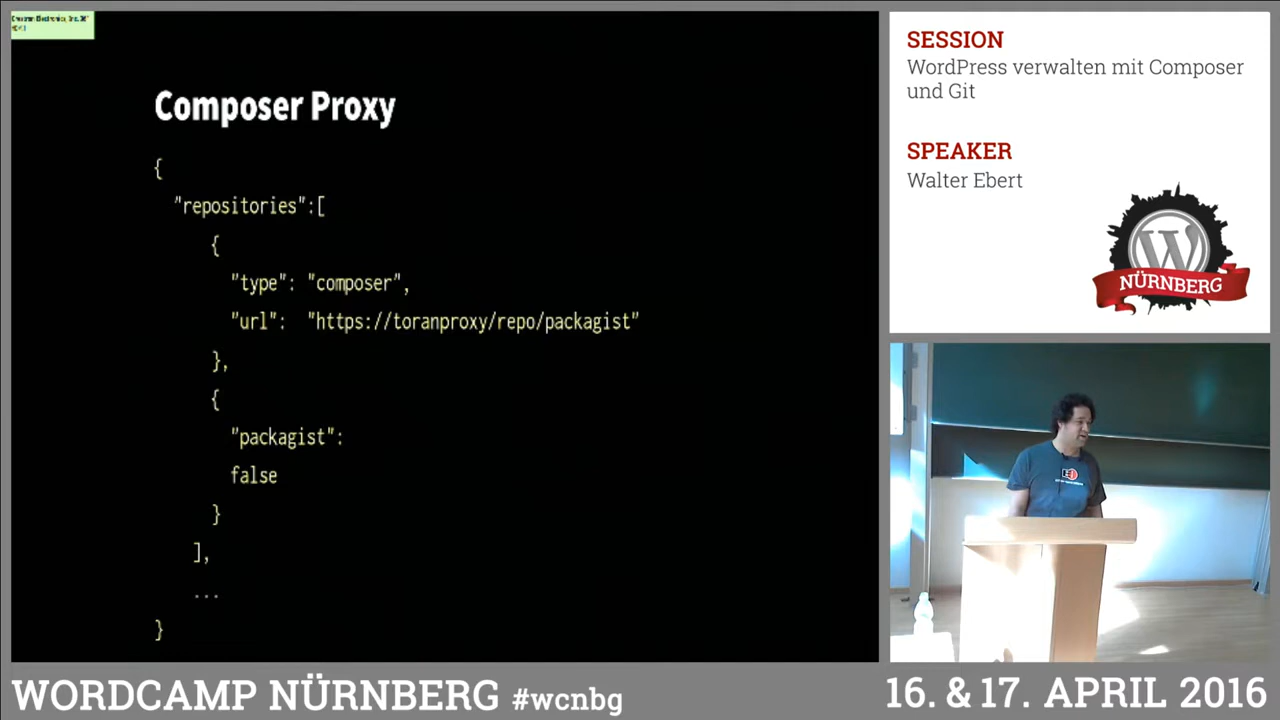 Composer Proxy
{
"repositories":[
{
"type": "composer",
"url": "https://toranproxy/repo/packagist"
},
{
"packagist":
false
}
],
...
}
SESSION
WordPress verwalten mit Composer
und Git
SPEAKER
Walter Ebert
W
NÜRNBERG
WORDCAMP NÜRNBERG #wcnbg
16. & 17. APRIL 2016